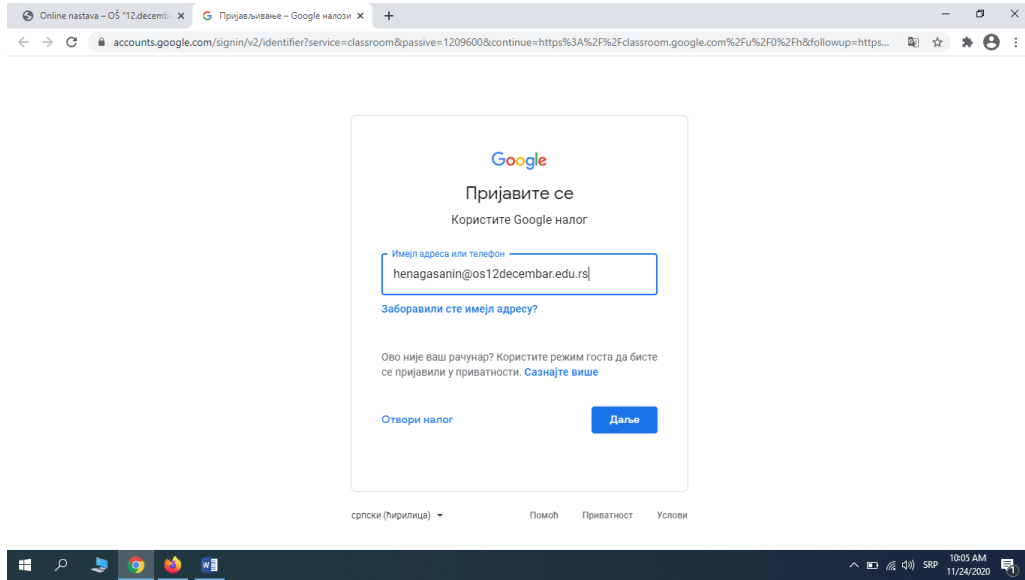 Online nastava – OŠ "12.decemb
Пријављивање – Google налози
accounts.google.com/signin/v2/identifier?service=classroom&passive=1209600&continue=https%3A%2F%2Fclassroom.google.com%2Fu%2F0%2Fh&followup=https...
Google
Пријавите се
Користите Google налог
Имејл адреса или телефон
henagasanin@os12decembar.edu.rs
Заборавили сте имејл адресу?
Ово није ваш рачунар? Користите режим госта да бисте
се пријавили у приватности. Сазнајте више
Отвори налог
Даље
српски (ћирилица)
Помоћ Приватност Услови
SRP
10:05 AM
11/24/2020
1